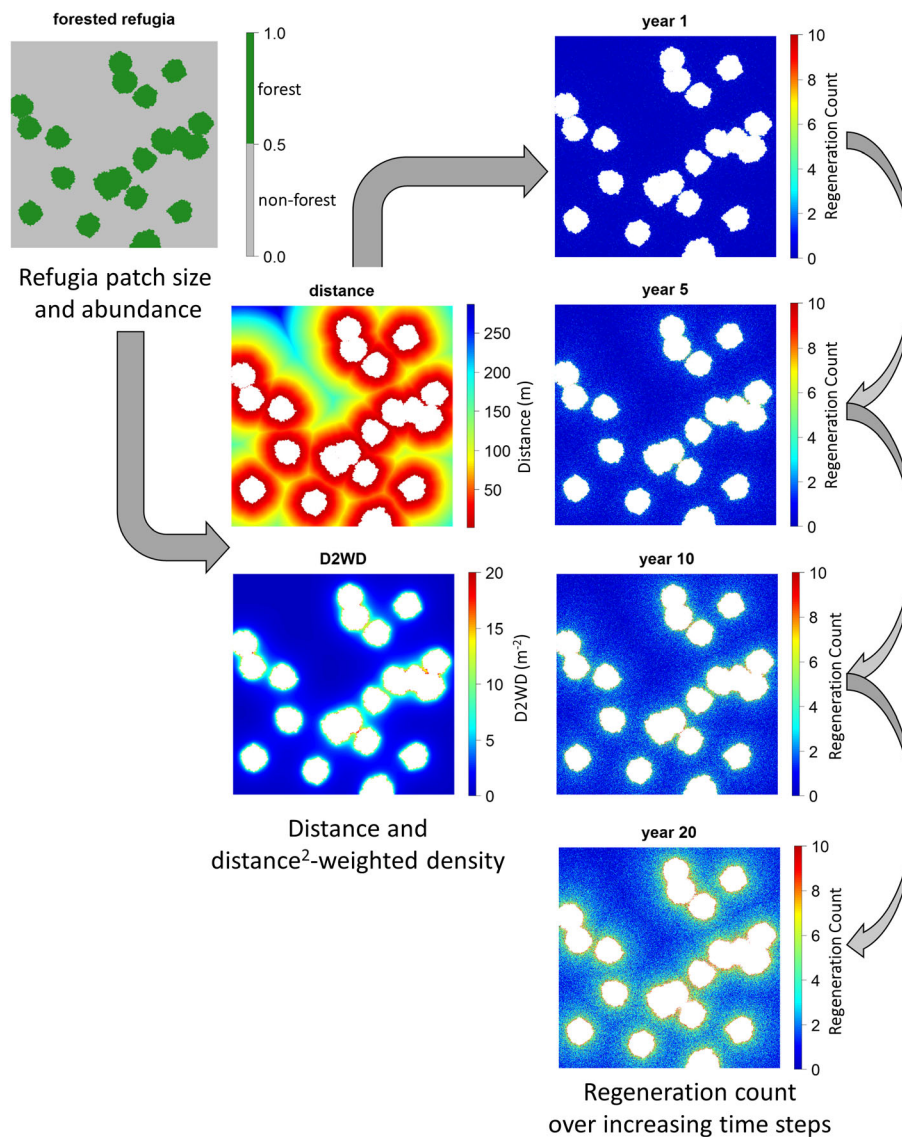 forested refugia
1.0
forest
0.5
non-forest
0.0
Refugia patch size
and abundance
distance
250
200
150
100
50
Distance (m)
D2WD
20
15
10
5
0
D2WD (m⁻²)
Distance and
distance²-weighted density
year 1
10
8
6
4
2
0
Regeneration Count
year 5
10
8
6
4
2
0
Regeneration Count
year 10
10
8
6
4
2
0
Regeneration Count
year 20
10
8
6
4
2
0
Regeneration Count
Regeneration count
over increasing time steps